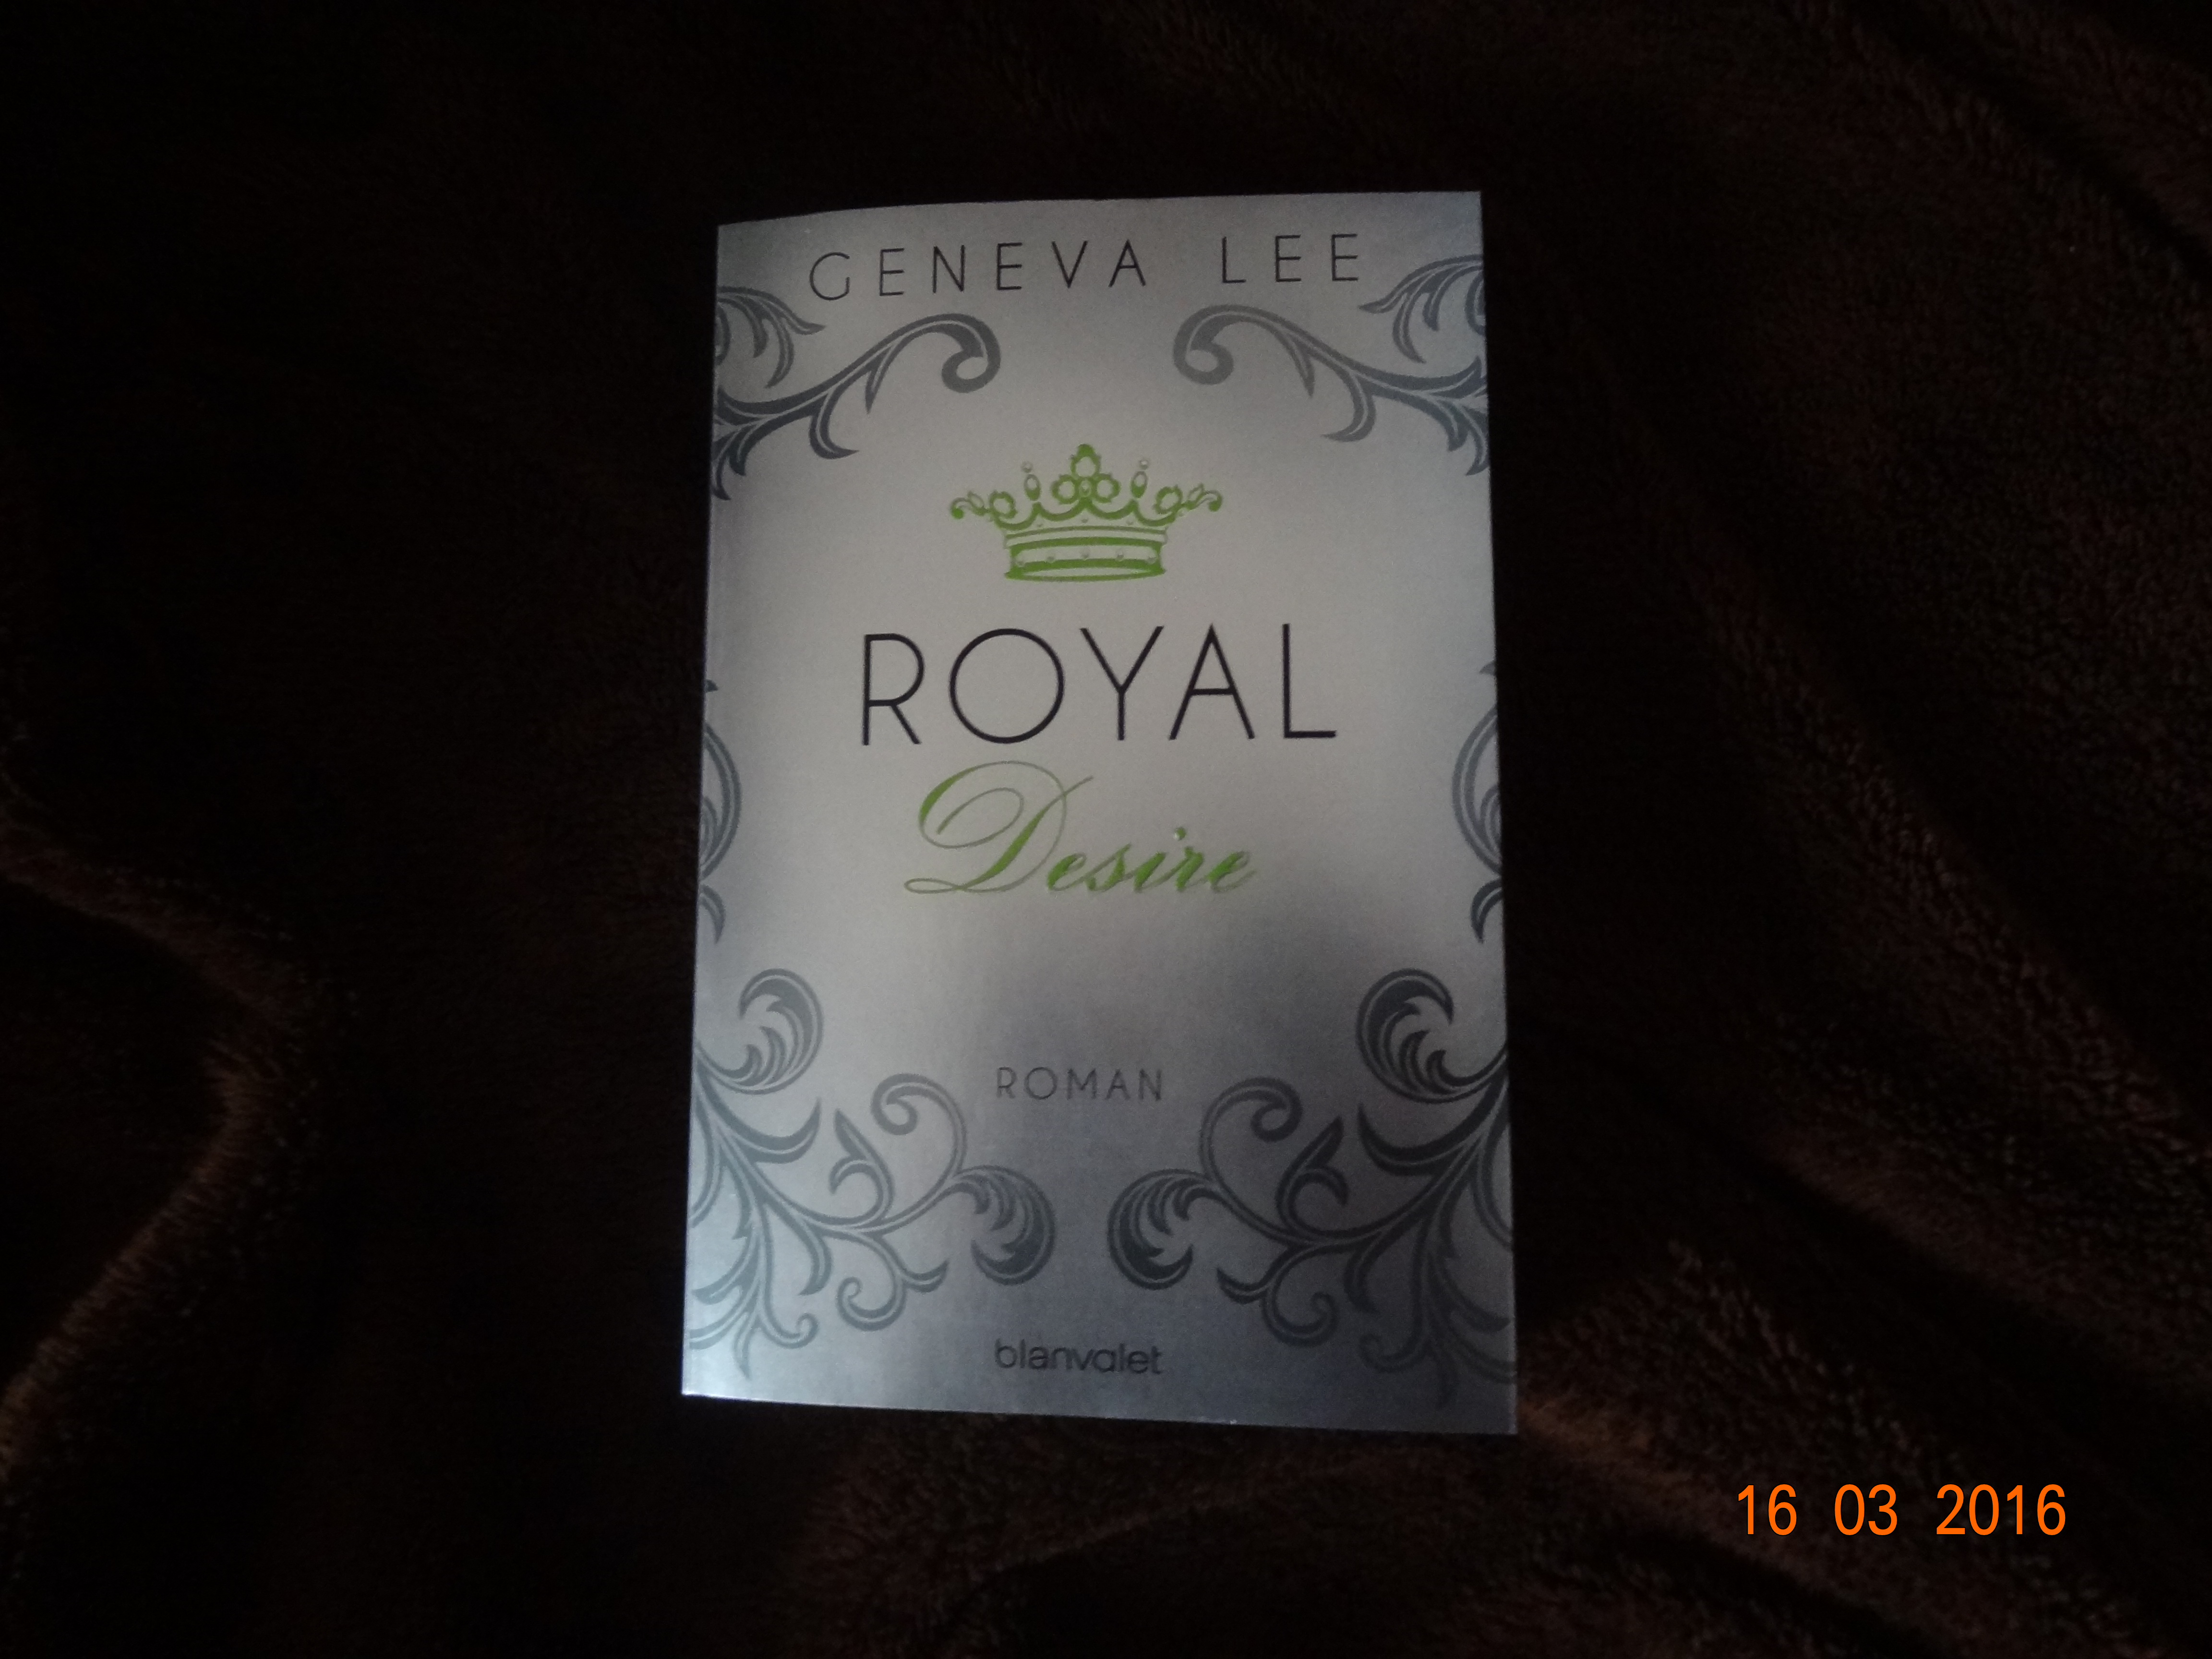 GENEVA LEE
ROYAL
Desire
ROMAN
blanvalet
16 03 2016